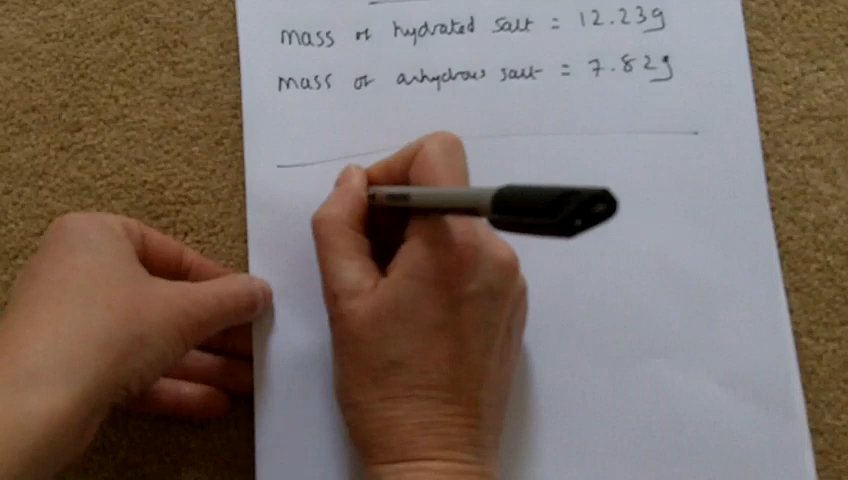 mass of hydrated salt = 12.23g
mass of anhydrous salt = 7.82g